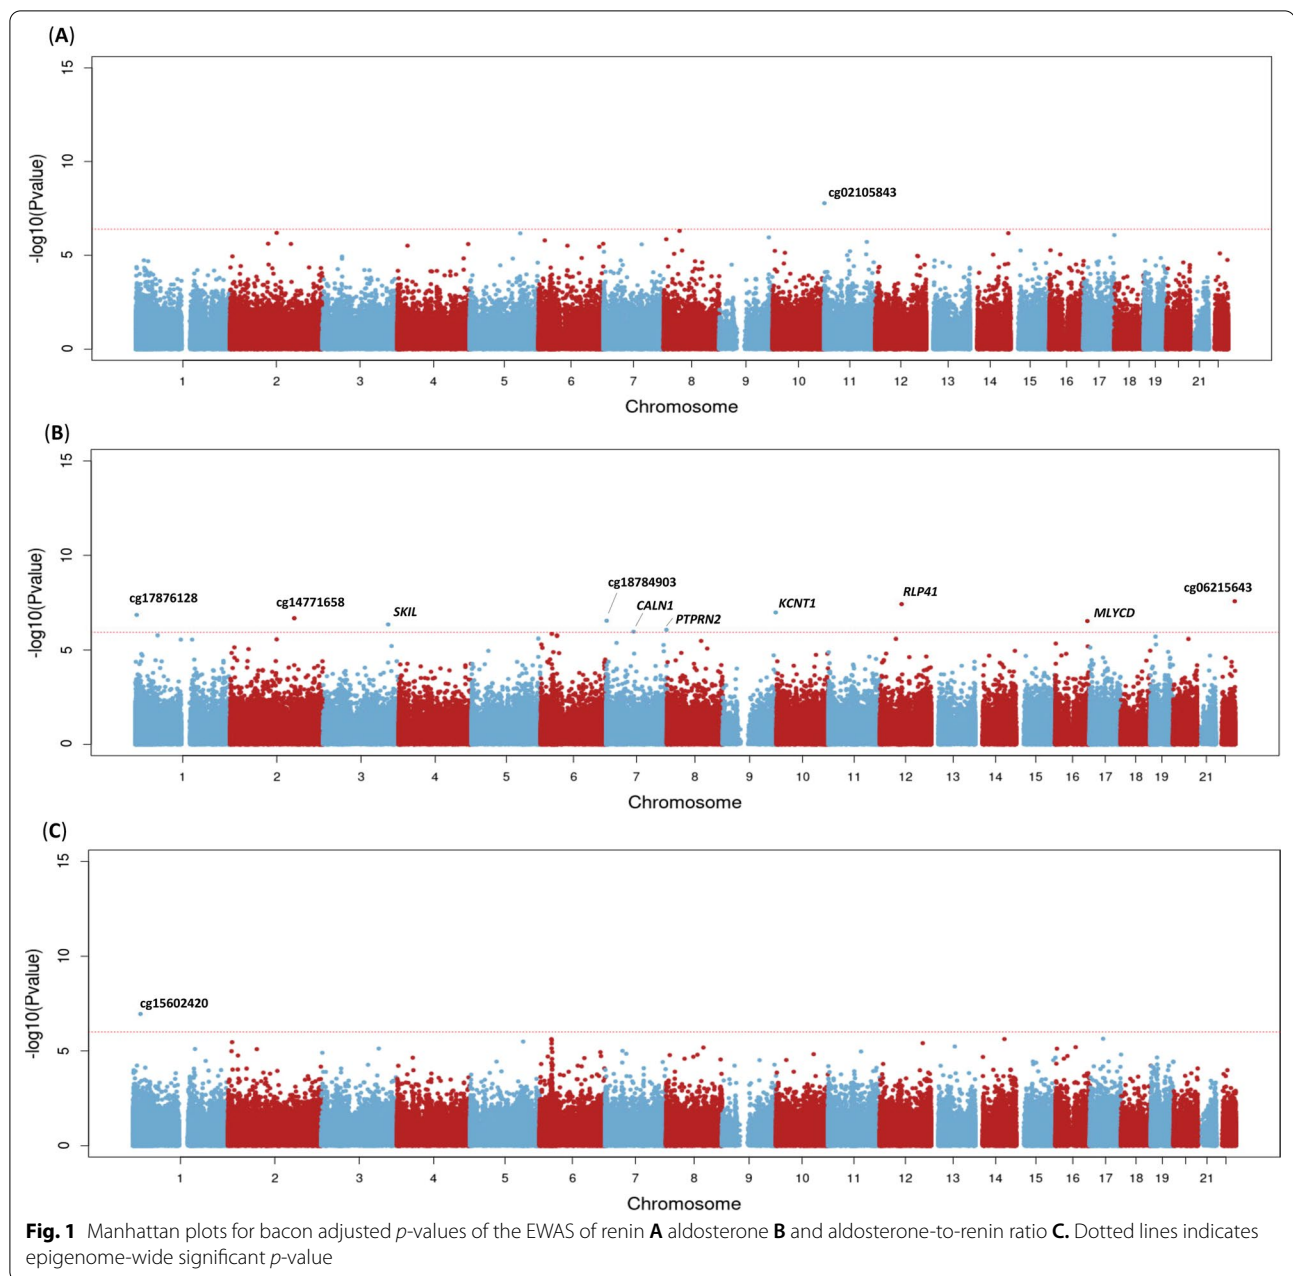 (A)
15
10
5
0
-log10(Pvalue)
cg02105843
1 2 3 4 5 6 7 8 9 10 11 12 13 14 15 16 17 18 19 21
Chromosome
(B)
15
10
5
0
-log10(Pvalue)
cg17876128
cg14771658
SKIL
cg18784903
CALN1
PTPRN2
KCNT1
RLP41
MLYCD
cg06215643
1 2 3 4 5 6 7 8 9 10 11 12 13 14 15 16 17 18 19 21
Chromosome
(C)
15
10
5
0
-log10(Pvalue)
cg15602420
1 2 3 4 5 6 7 8 9 10 11 12 13 14 15 16 17 18 19 21
Chromosome
Fig. 1 Manhattan plots for bacon adjusted p-values of the EWAS of renin A aldosterone B and aldosterone-to-renin ratio C. Dotted lines indicates
epigenome-wide significant p-value